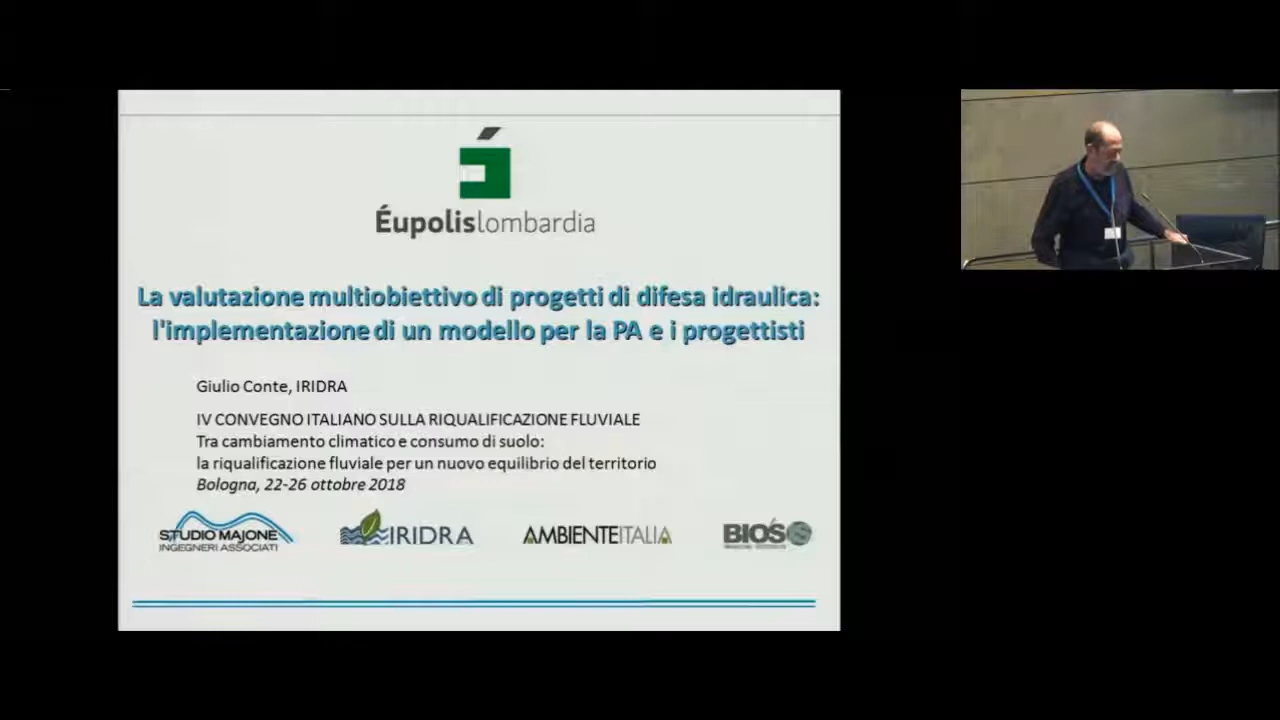 Éupolislombardia
La valutazione multiobiettivo di progetti di difesa idraulica:
l'implementazione di un modello per la PA e i progettisti
Giulio Conte, IRIDRA
IV CONVEGNO ITALIANO SULLA RIQUALIFICAZIONE FLUVIALE
Tra cambiamento climatico e consumo di suolo:
la riqualificazione fluviale per un nuovo equilibrio del territorio
Bologna, 22-26 ottobre 2018
STUDIO MAJONE
INGEGNERI ASSOCIATI
IRIDRA
AMBIENTEITALIA
BIOS